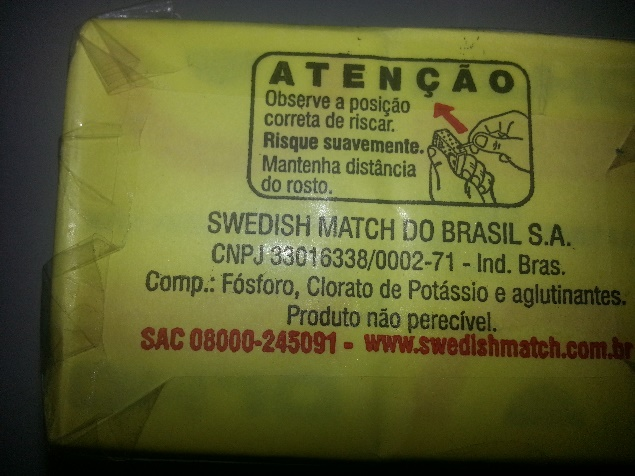 ATENÇÃO
Observe a posição
correta de riscar.
Risque suavemente.
Mantenha distância
do rosto.
SWEDISH MATCH DO BRASIL S.A.
CNPJ 33016338/0002-71 - Ind. Bras.
Comp.: Fósforo, Clorato de Potássio e aglutinantes.
Produto não perecível.
SAC 08000-245091 - www.swedishmatch.com.br